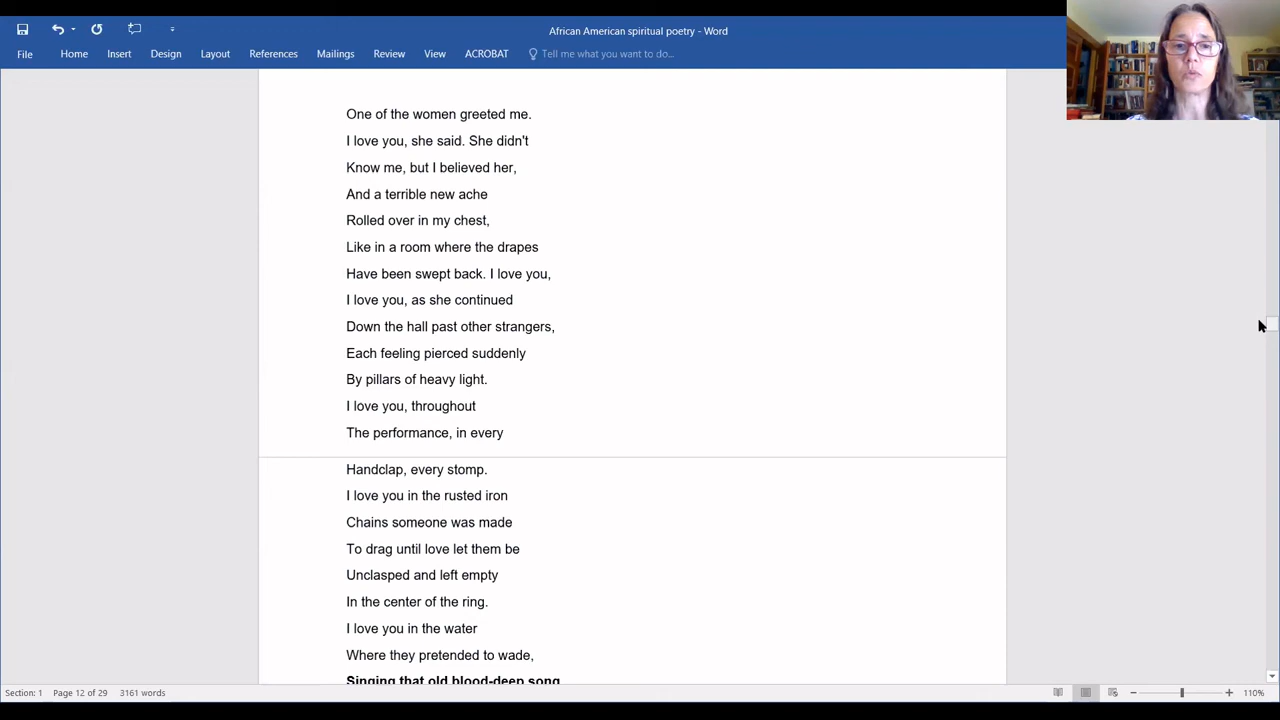 African American spiritual poetry - Word
File Home Insert Design Layout References Mailings Review View ACROBAT Tell me what you want to do...
One of the women greeted me.
I love you, she said. She didn't
Know me, but I believed her,
And a terrible new ache
Rolled over in my chest,
Like in a room where the drapes
Have been swept back. I love you,
I love you, as she continued
Down the hall past other strangers,
Each feeling pierced suddenly
By pillars of heavy light.
I love you, throughout
The performance, in every
Handclap, every stomp.
I love you in the rusted iron
Chains someone was made
To drag until love let them be
Unclasped and left empty
In the center of the ring.
I love you in the water
Where they pretended to wade,
Singing that old blood-deep song
Section: 1 Page 12 of 29 3161 words 110%